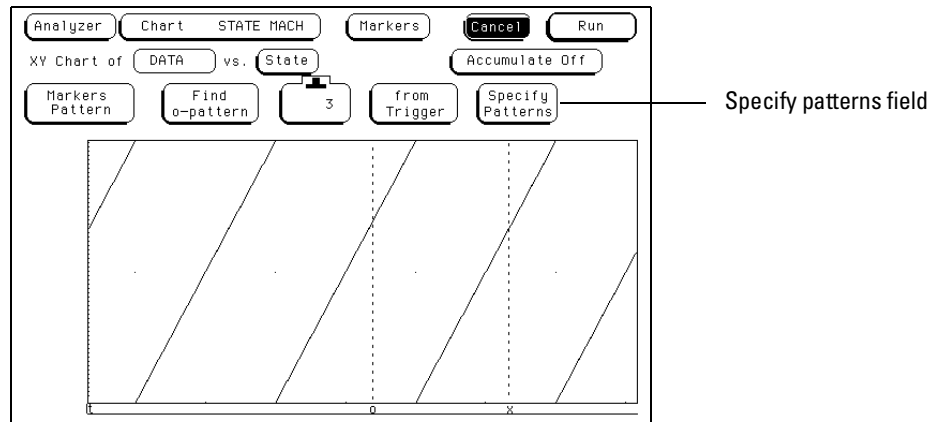 Analyzer Chart STATE MACH Markers Cancel Run
XY Chart of DATA vs. State Accumulate Off
Markers Pattern Find o-pattern 3 from Trigger Specify Patterns
Specify patterns field
t o x